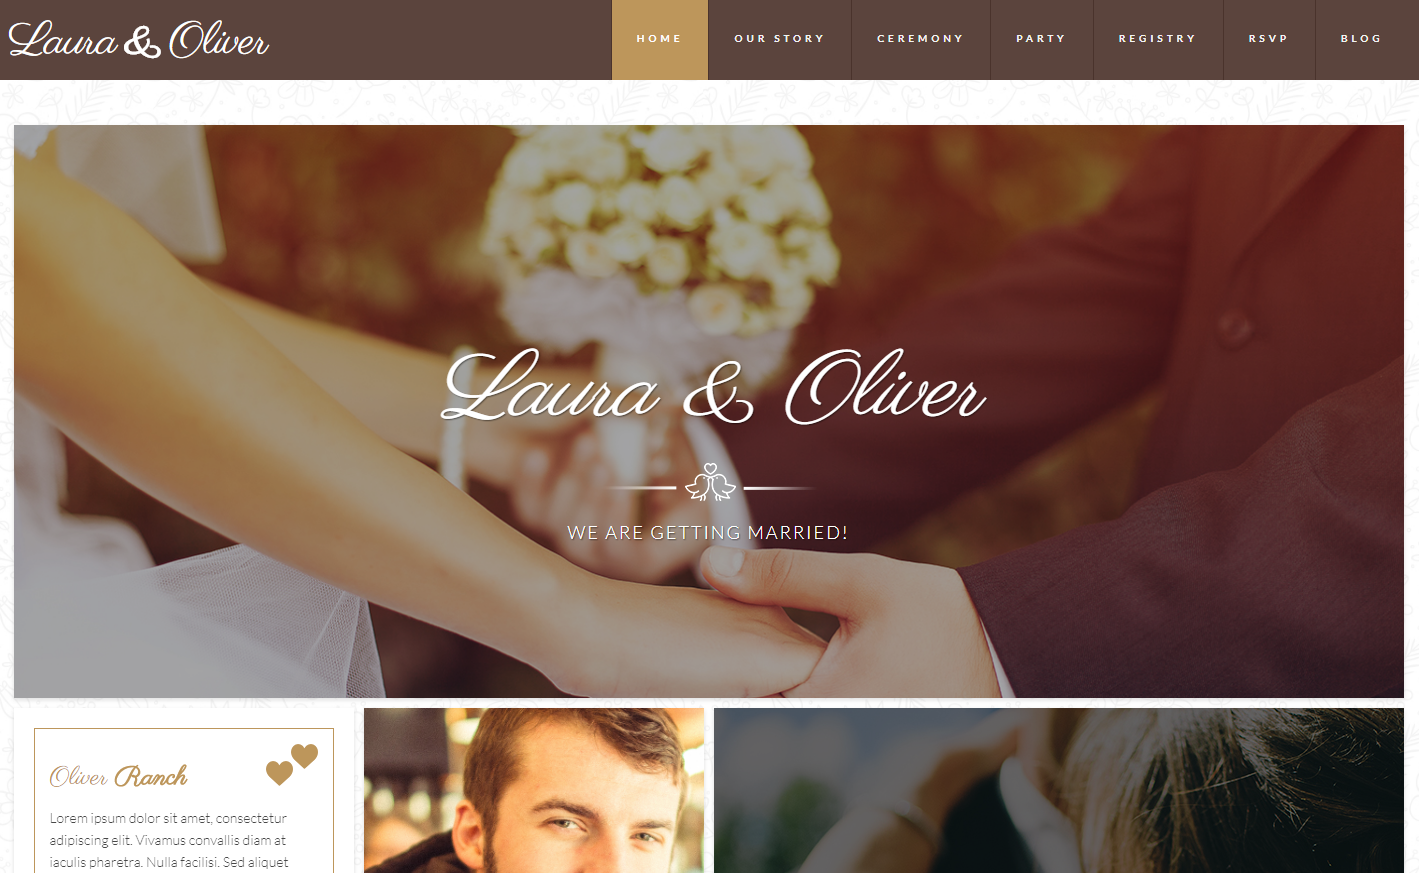 Laura & Oliver
HOME
OUR STORY
CEREMONY
PARTY
REGISTRY
RSVP
BLOG
Laura & Oliver
WE ARE GETTING MARRIED!
Oliver Ranch
Lorem ipsum dolor sit amet, consectetur
adipiscing elit. Vivamus convallis diam at
iaculis pharetra. Nulla facilisi. Sed aliquet